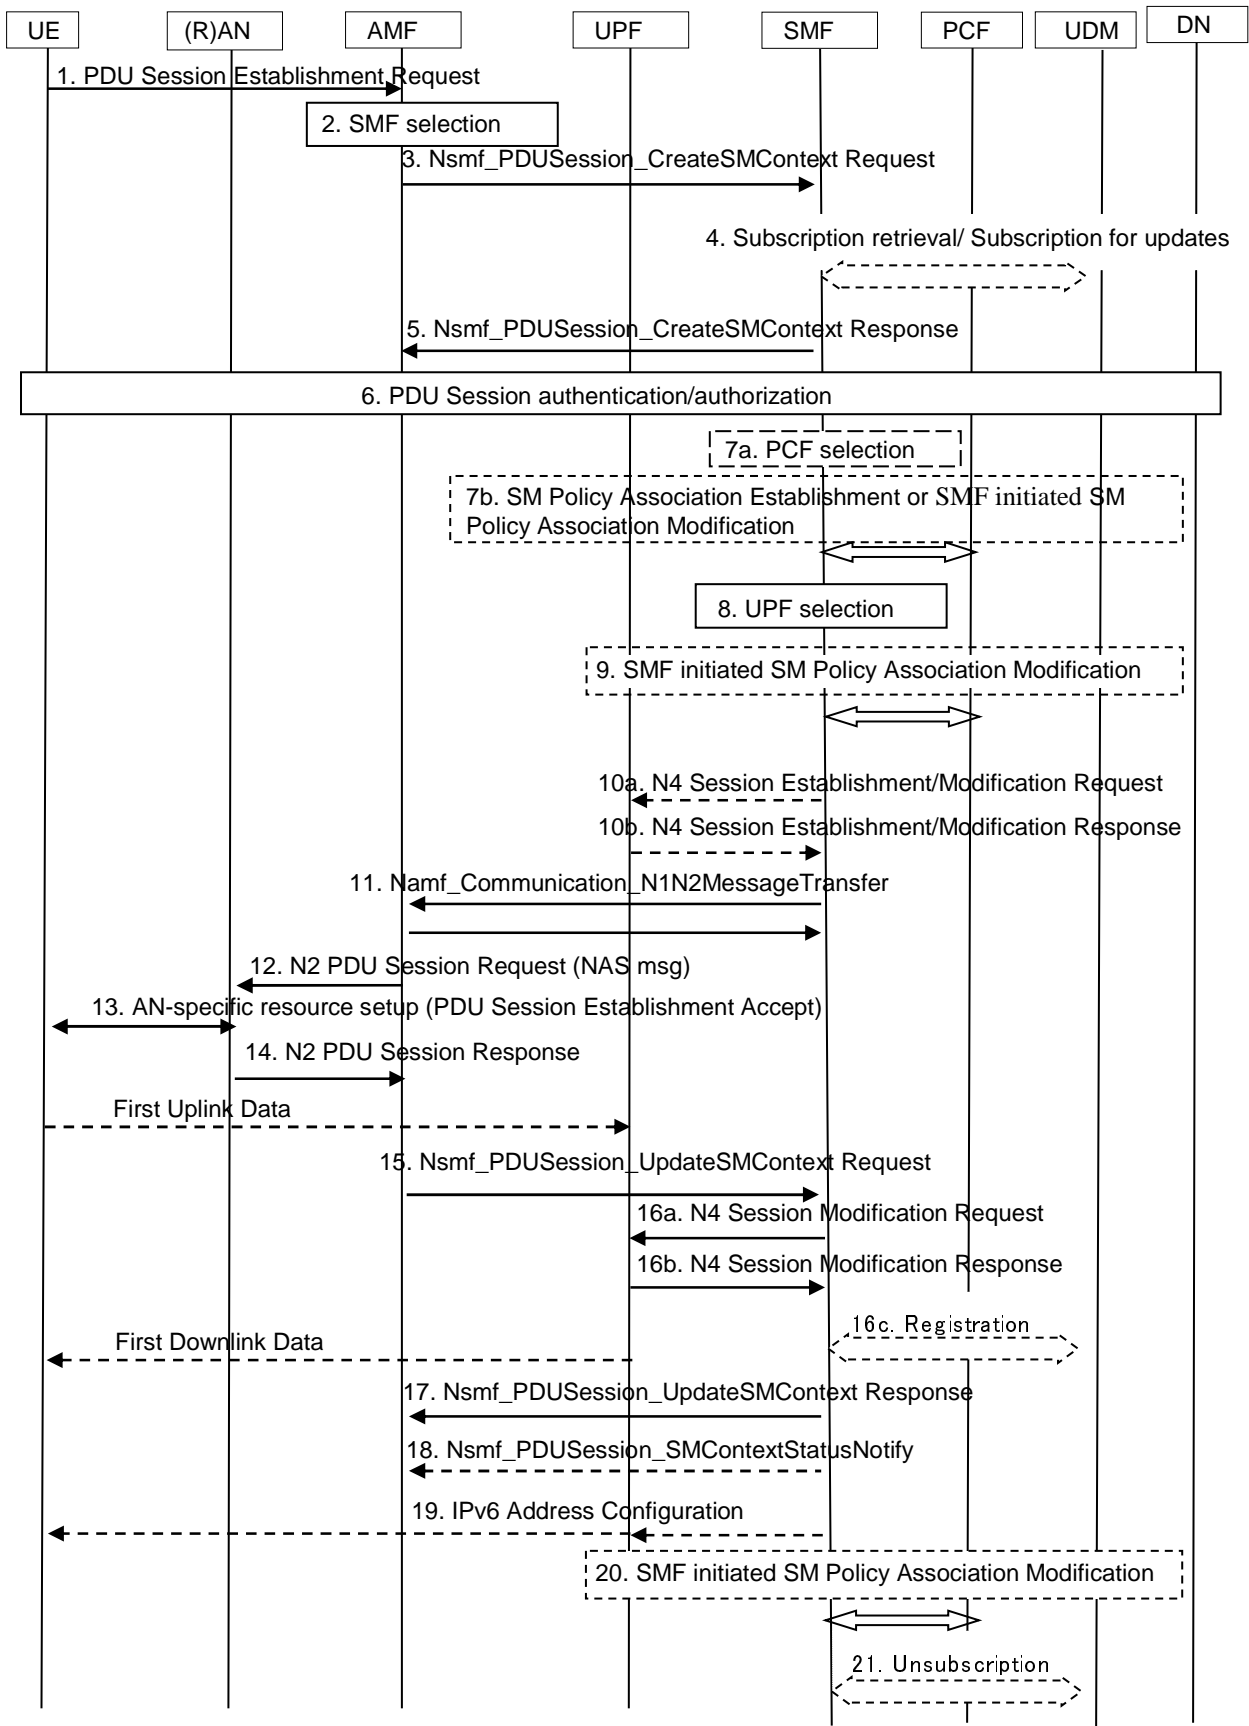 UE
(R)AN
AMF
UPF
SMF
PCF
UDM
DN
1. PDU Session Establishment Request
2. SMF selection
3. Nsmf_PDUSession_CreateSMContext Request
4. Subscription retrieval/ Subscription for updates
5. Nsmf_PDUSession_CreateSMContext Response
6. PDU Session authentication/authorization
7a. PCF selection
7b. SM Policy Association Establishment or SMF initiated SM
Policy Association Modification
8. UPF selection
9. SMF initiated SM Policy Association Modification
10a. N4 Session Establishment/Modification Request
10b. N4 Session Establishment/Modification Response
11. Namf_Communication_N1N2MessageTransfer
12. N2 PDU Session Request (NAS msg)
13. AN-specific resource setup (PDU Session Establishment Accept)
14. N2 PDU Session Response
First Uplink Data
15. Nsmf_PDUSession_UpdateSMContext Request
16a. N4 Session Modification Request
16b. N4 Session Modification Response
16c. Registration
First Downlink Data
17. Nsmf_PDUSession_UpdateSMContext Response
18. Nsmf_PDUSession_SMContextStatusNotify
19. IPv6 Address Configuration
20. SMF initiated SM Policy Association Modification
21. Unsubscription